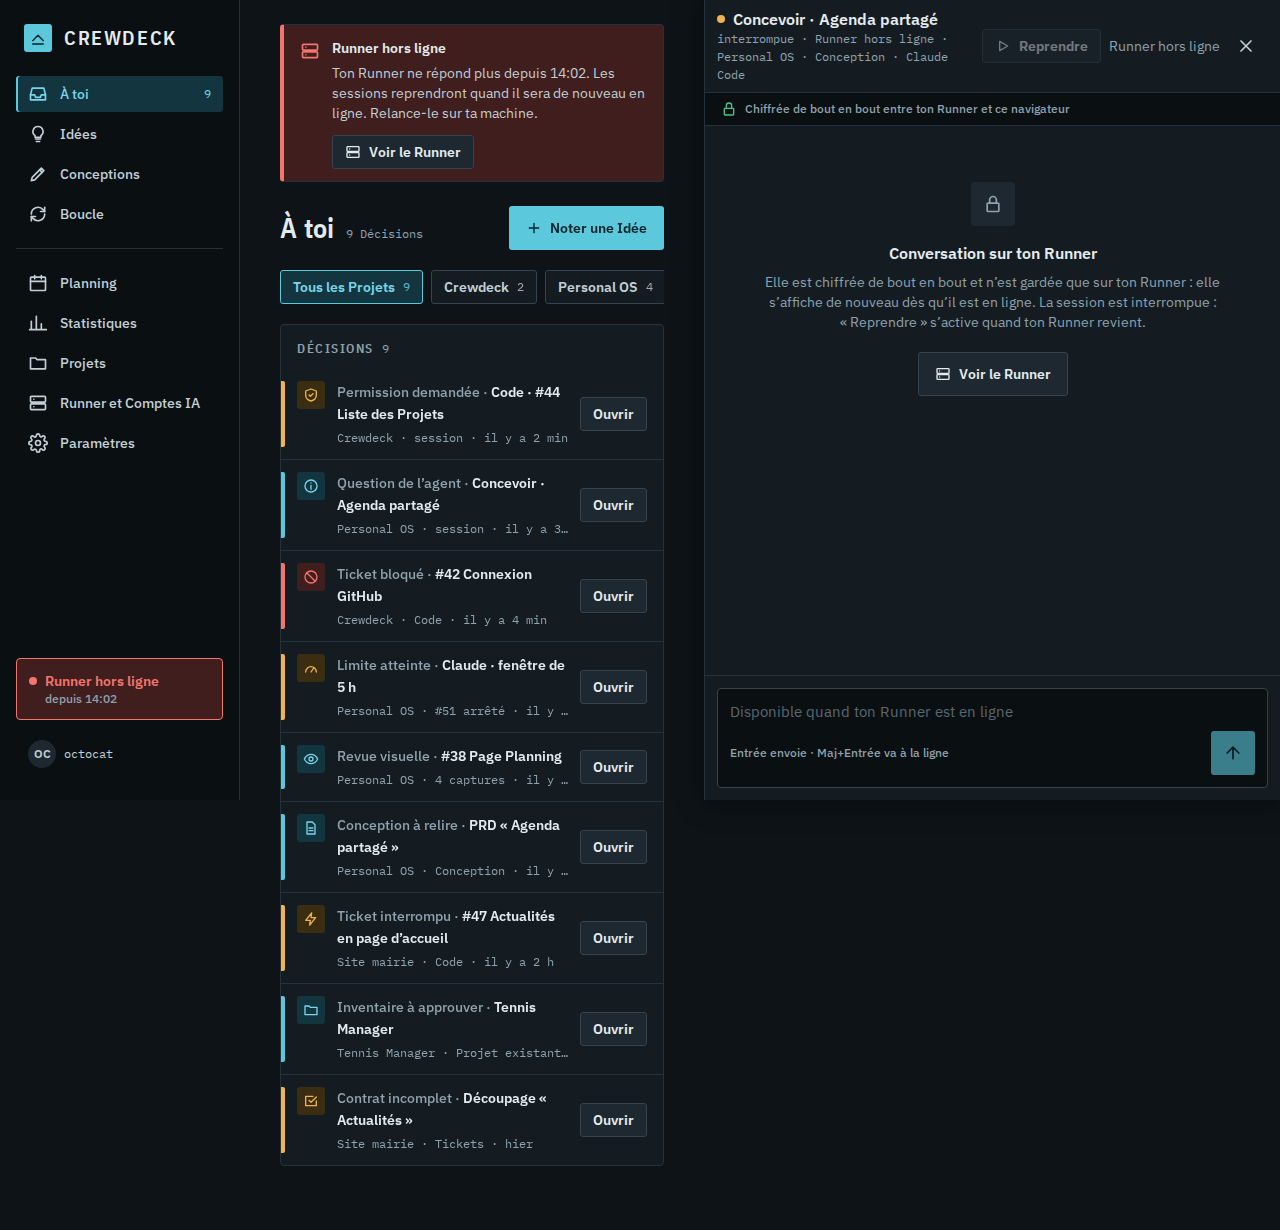 CREWDECK
À toi 9
Idées
Conceptions
Boucle
Planning
Statistiques
Projets
Runner et Comptes IA
Paramètres
Runner hors ligne
depuis 14:02
OC octocat
Runner hors ligne
Ton Runner ne répond plus depuis 14:02. Les
sessions reprendront quand il sera de nouveau en
ligne. Relance-le sur ta machine.
Voir le Runner
À toi 9 Décisions
Noter une Idée
Tous les Projets 9
Crewdeck 2
Personal OS 4
DÉCISIONS 9
Permission demandée · Code · #44
Liste des Projets
Crewdeck · session · il y a 2 min
Ouvrir
Question de l’agent · Concevoir ·
Agenda partagé
Personal OS · session · il y a 3…
Ouvrir
Ticket bloqué · #42 Connexion
GitHub
Crewdeck · Code · il y a 4 min
Ouvrir
Limite atteinte · Claude · fenêtre de
5 h
Personal OS · #51 arrêté · il y …
Ouvrir
Revue visuelle · #38 Page Planning
Personal OS · 4 captures · il y …
Ouvrir
Conception à relire · PRD « Agenda
partagé »
Personal OS · Conception · il y …
Ouvrir
Ticket interrompu · #47 Actualités
en page d’accueil
Site mairie · Code · il y a 2 h
Ouvrir
Inventaire à approuver · Tennis
Manager
Tennis Manager · Projet existant…
Ouvrir
Contrat incomplet · Découpage «
Actualités »
Site mairie · Tickets · hier
Ouvrir
Concevoir · Agenda partagé
interrompue · Runner hors ligne ·
Personal OS · Conception · Claude
Code
Reprendre
Runner hors ligne
Chiffrée de bout en bout entre ton Runner et ce navigateur
Conversation sur ton Runner
Elle est chiffrée de bout en bout et n’est gardée que sur ton Runner : elle
s’affiche de nouveau dès qu’il est en ligne. La session est interrompue :
« Reprendre » s’active quand ton Runner revient.
Voir le Runner
Disponible quand ton Runner est en ligne
Entrée envoie · Maj+Entrée va à la ligne